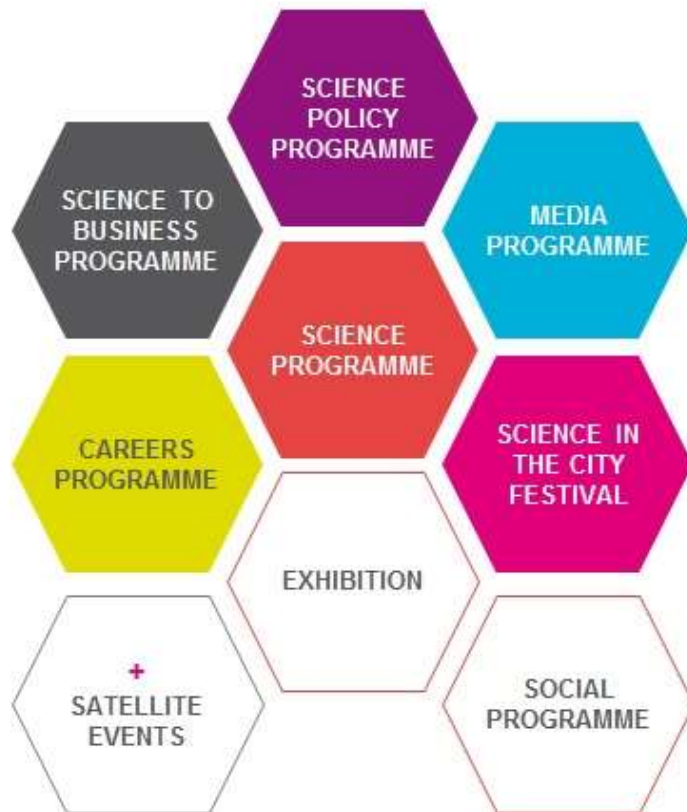 SCIENCE
POLICY
PROGRAMME
SCIENCE TO
BUSINESS
PROGRAMME
MEDIA
PROGRAMME
SCIENCE
PROGRAMME
CAREERS
PROGRAMME
SCIENCE IN
THE CITY
FESTIVAL
EXHIBITION
+
SATELLITE
EVENTS
SOCIAL
PROGRAMME